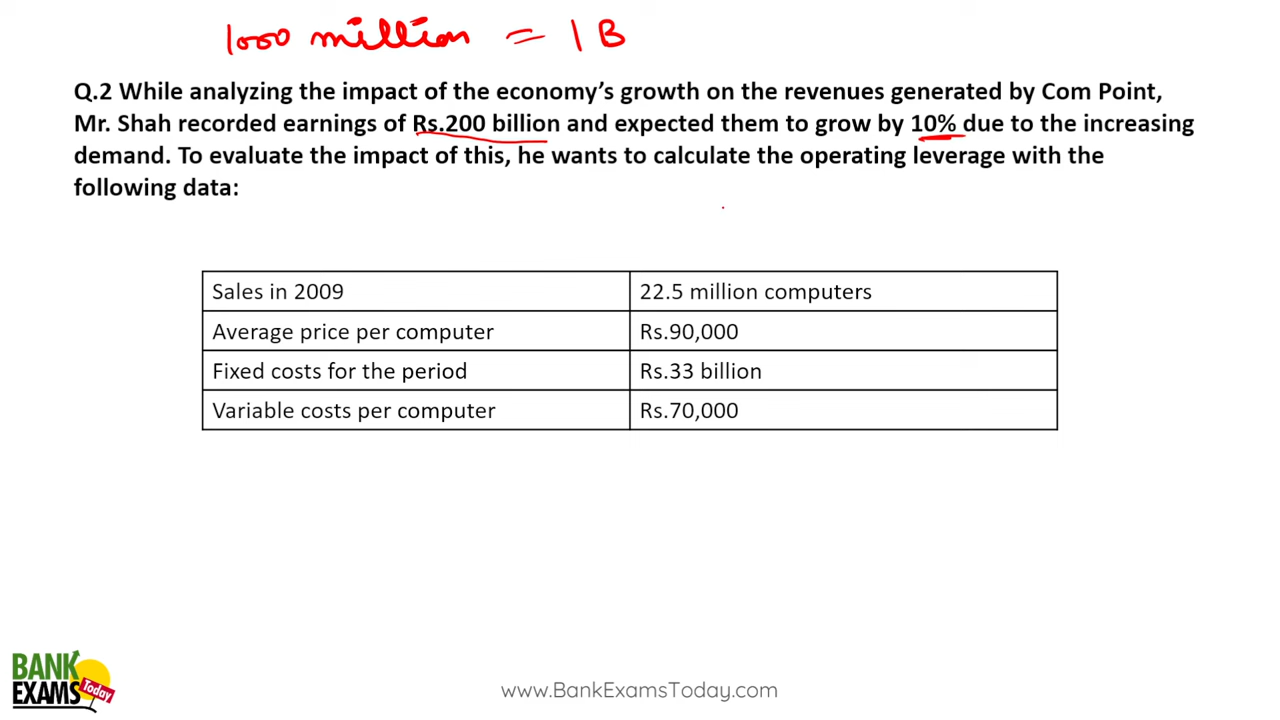 1000 million = 1 B
Q.2 While analyzing the impact of the economy's growth on the revenues generated by Com Point,
Mr. Shah recorded earnings of Rs.200 billion and expected them to grow by 10% due to the increasing
demand. To evaluate the impact of this, he wants to calculate the operating leverage with the
following data:
Sales in 2009 22.5 million computers
Average price per computer Rs.90,000
Fixed costs for the period Rs.33 billion
Variable costs per computer Rs.70,000
BANK
EXAMS Today
www.BankExamsToday.com